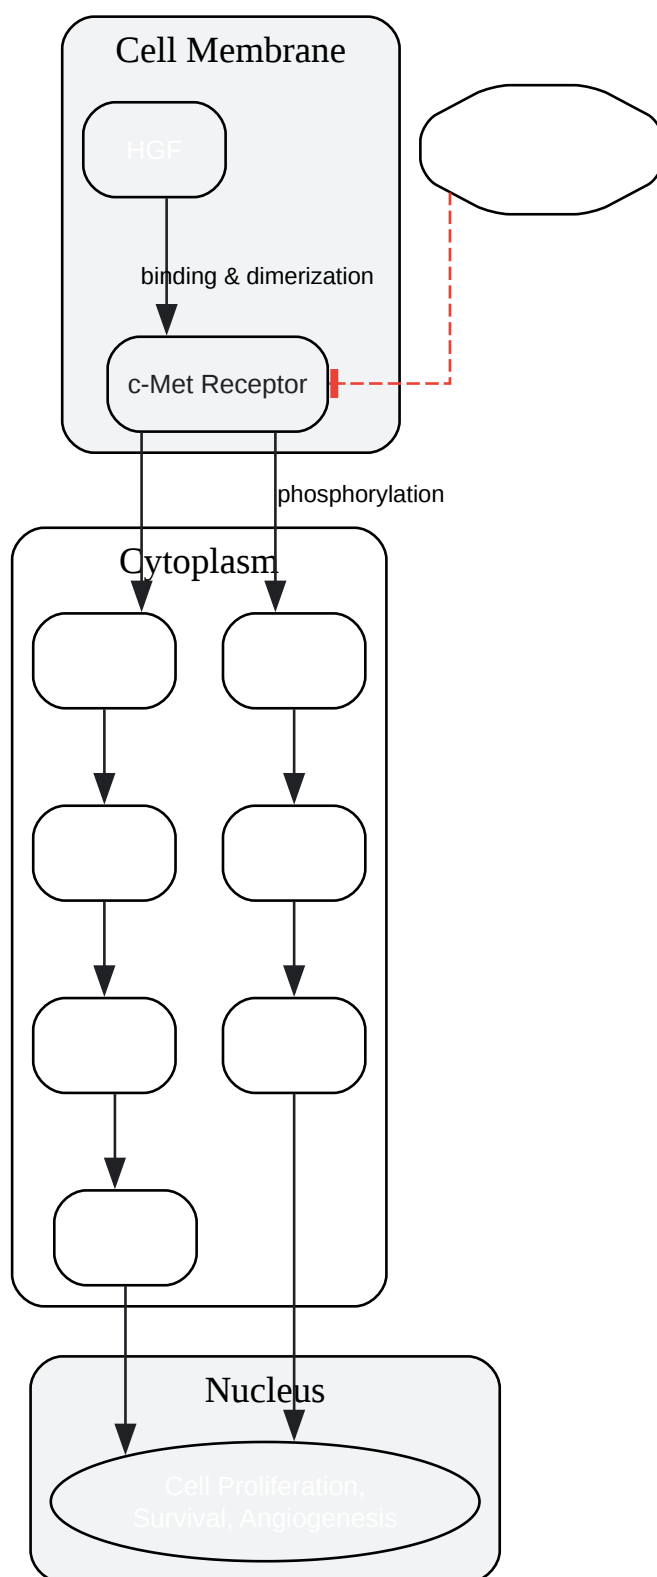 Cell Membrane
HGF
binding & dimerization
c-Met Receptor
phosphorylation
Cytoplasm
Nucleus
Cell Proliferation,
Survival, Angiogenesis